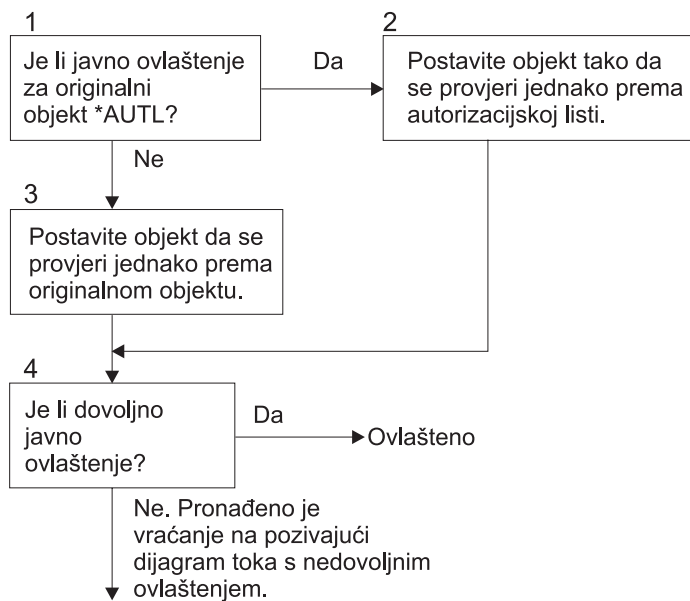 1
Je li javno ovlaštenje
za originalni
objekt *AUTL?
Da
2
Postavite objekt tako da
se provjeri jednako prema
autorizacijskoj listi.
Ne
3
Postavite objekt da se
provjeri jednako prema
originalnom objektu.
4
Je li dovoljno
javno
ovlaštenje?
Da
Ovlašteno
Ne. Pronađeno je
vraćanje na pozivajući
dijagram toka s nedovoljnim
ovlaštenjem.